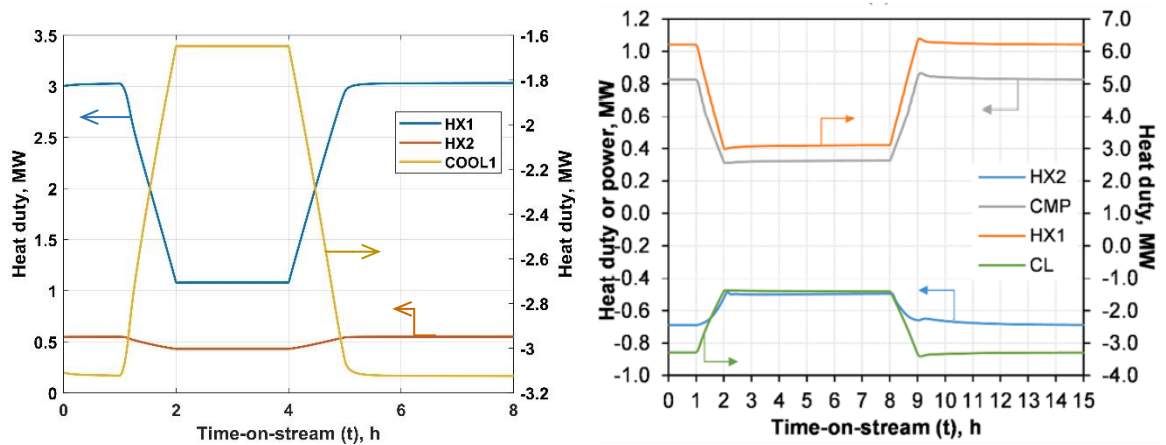 3.5
3
2.5
2
1.5
1
0.5
0
Heat duty, MW
-1.6
-1.8
-2
-2.2
-2.4
-2.6
-2.8
-3
-3.2
Heat duty, MW
HX1
HX2
COOL1
0 2 4 6 8
Time-on-stream (t), h
1.2
1.0
0.8
0.6
0.4
0.2
0.0
-0.2
-0.4
-0.6
-0.8
-1.0
Heat duty or power, MW
7.0
6.0
5.0
4.0
3.0
2.0
1.0
0.0
-1.0
-2.0
-3.0
-4.0
Heat duty, MW
HX2
CMP
HX1
CL
0 1 2 3 4 5 6 7 8 9 10 11 12 13 14 15
Time-on-stream (t), h